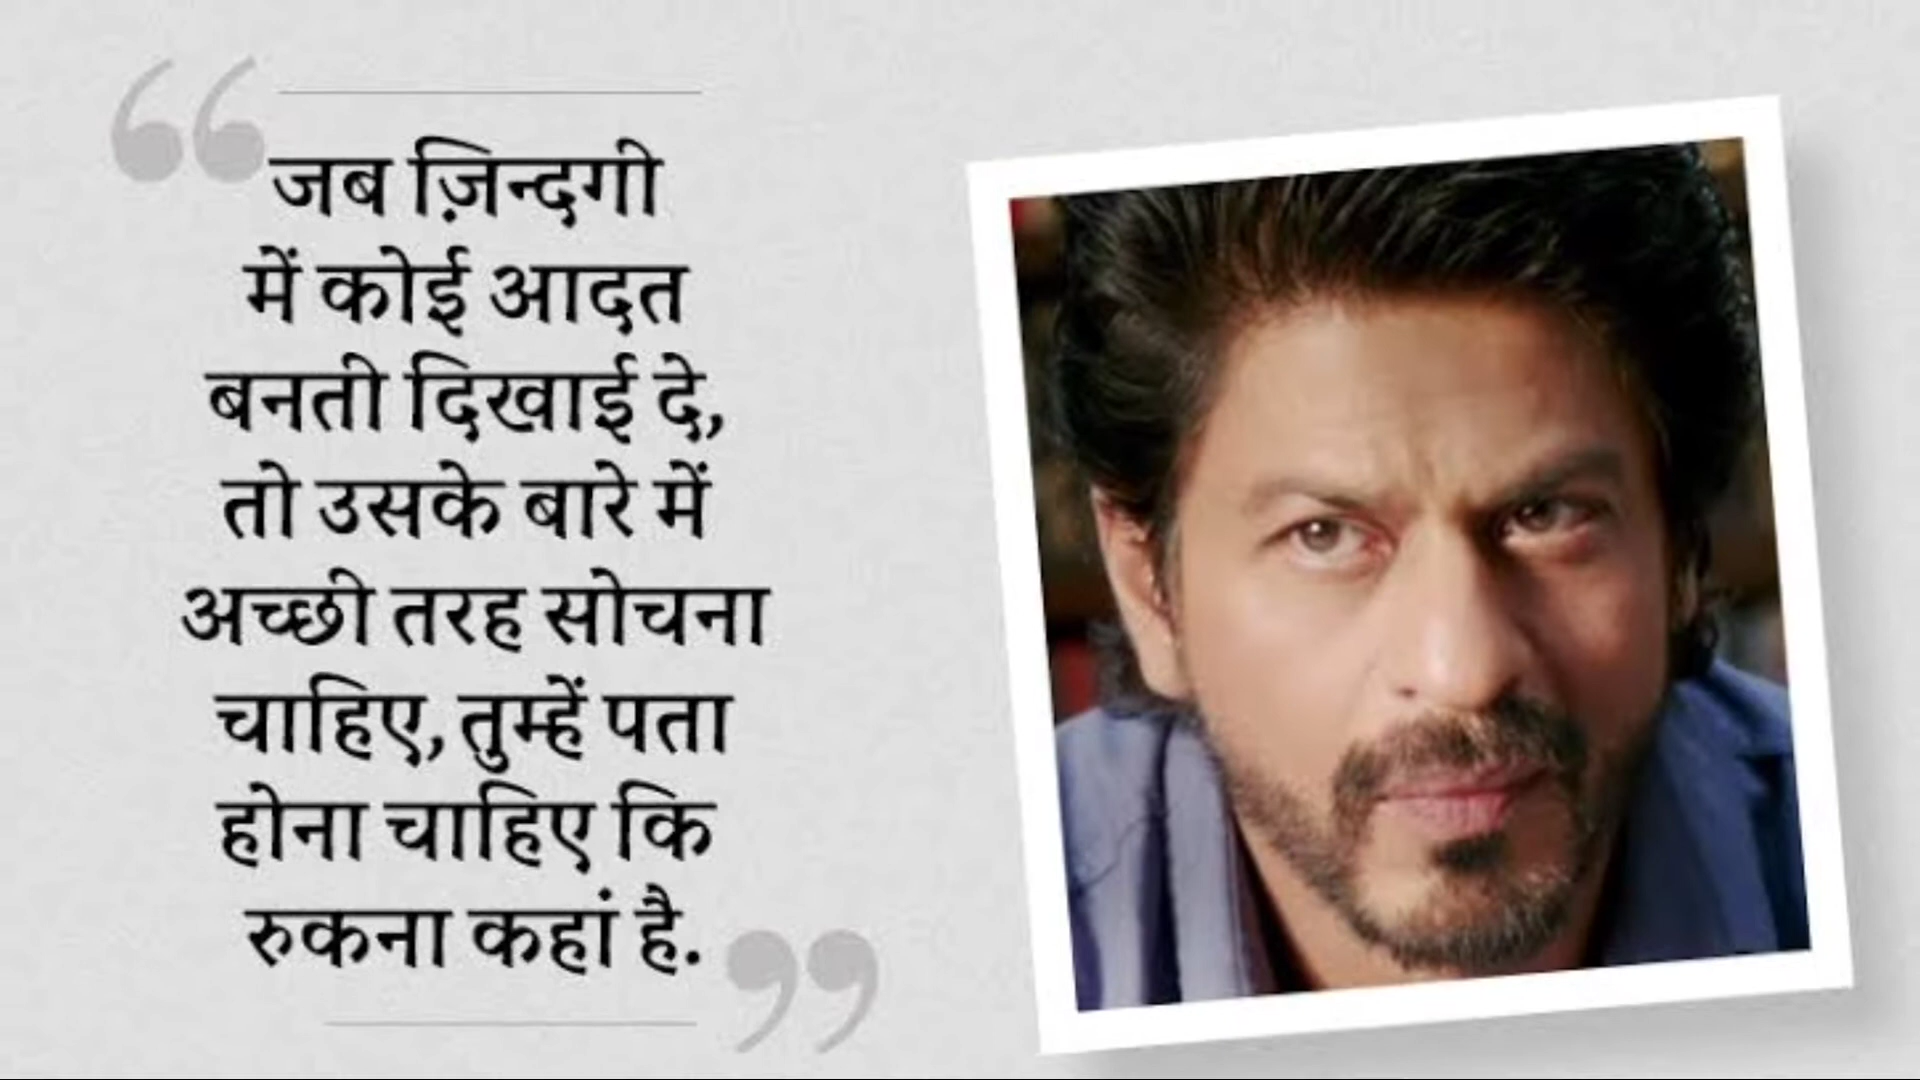 जब ज़िन्दगी
में कोई आदत
बनती दिखाई दे,
तो उसके बारे में
अच्छी तरह सोचना
चाहिए, तुम्हें पता
होना चाहिए कि
रुकना कहां है.